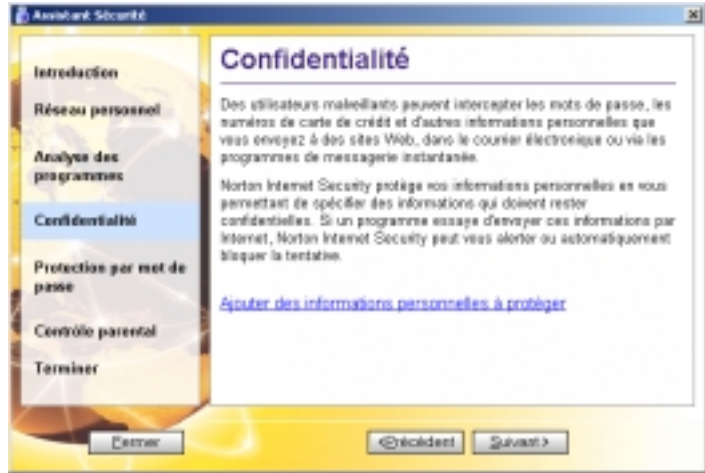 Assistant Sécurité
Introduction
Réseau personnel
Analyse des
programmes
Confidentialité
Protection par mot de
passe
Contrôle parental
Terminer
Confidentialité
Des utilisateurs malveillants peuvent intercepter les mots de passe, les
numéros de carte de crédit et d'autres informations personnelles que
vous envoyez à des sites Web, dans le courrier électronique ou via les
programmes de messagerie instantanée.
Norton Internet Security protège vos informations personnelles en vous
permettant de spécifier des informations qui doivent rester
confidentielles. Si un programme essaye d'envoyer ces informations par
Internet, Norton Internet Security peut vous alerter ou automatiquement
bloquer la tentative.
Ajouter des informations personnelles à protéger
Fermer
<Précédent
Suivant>